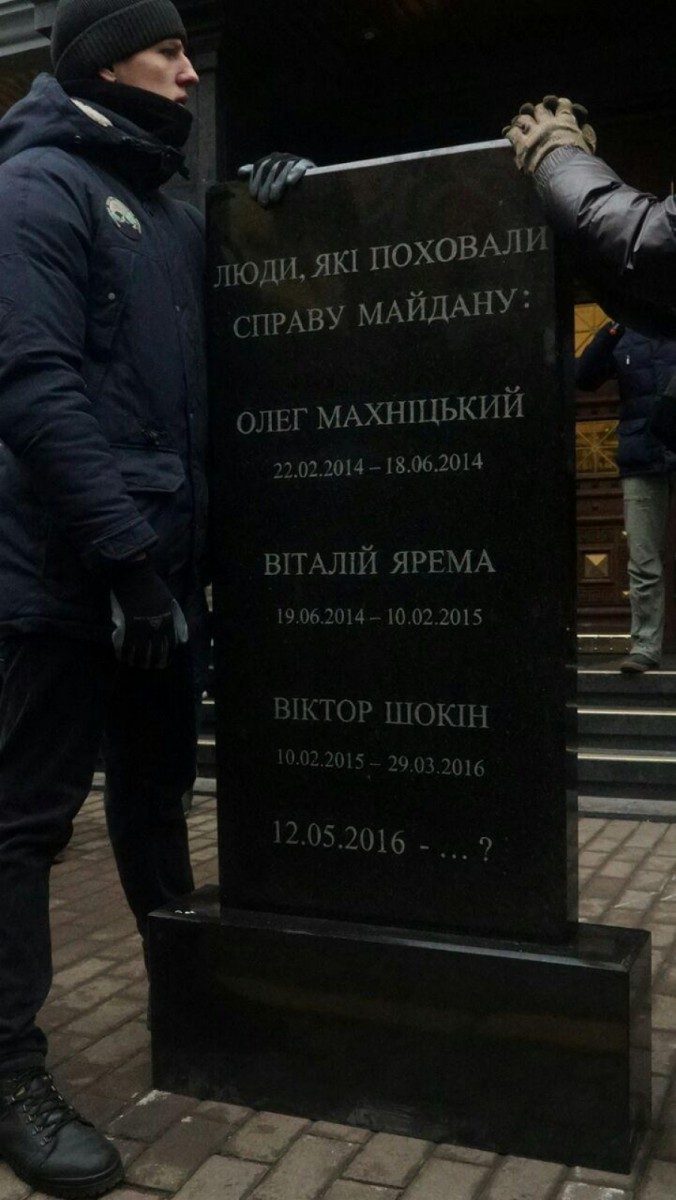 ЛЮДИ, ЯКІ ПОХОВАЛИ
СПРАВУ МАЙДАНУ:
ОЛЕГ МАХНІЦЬКИЙ
22.02.2014 – 18.06.2014
ВІТАЛІЙ ЯРЕМА
19.06.2014 – 10.02.2015
ВІКТОР ШОКІН
10.02.2015 – 29.03.2016
12.05.2016 - ... ?